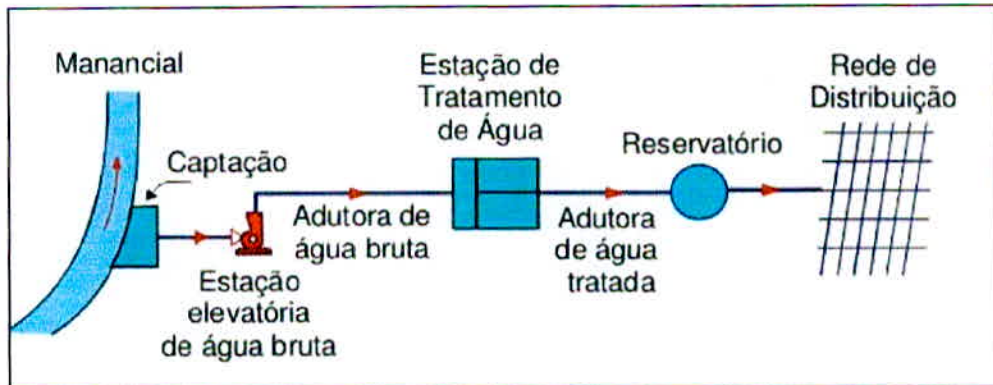 Manancial
Captação
Estação
elevatória
de água bruta
Adutora de
água bruta
Estação de
Tratamento
de Água
Adutora
de água
tratada
Reservatório
Rede de
Distribuição